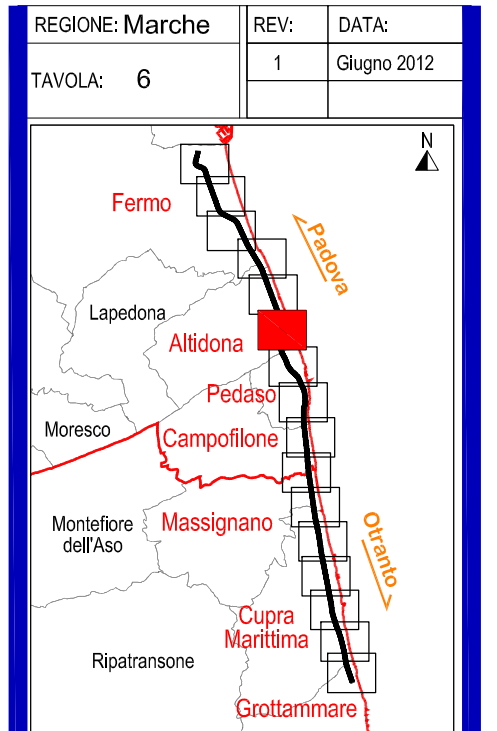 REGIONE: Marche
REV:
DATA:
TAVOLA: 6
1
Giugno 2012
N
Fermo
Padova
Lapedona
Altidona
Pedaso
Moresco
Campofilone
Massignano
Montefiore
dell'Aso
Otranto
Cupra
Marittima
Ripatransone
Grottammare